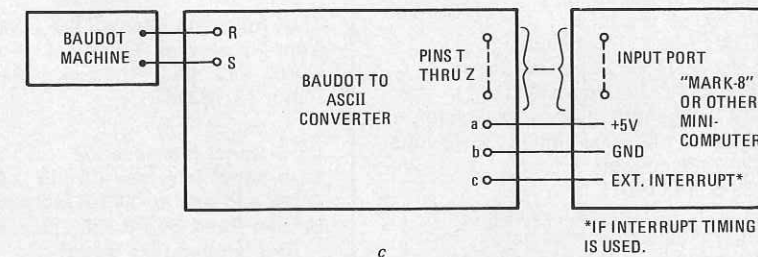 BAUDOT
MACHINE
R
S
BAUDOT TO
ASCII
CONVERTER
PINS T
THRU Z
a
b
c
INPUT PORT
"MARK-8"
OR OTHER
MINI-
COMPUTER
+5V
GND
EXT. INTERRUPT*
*IF INTERRUPT TIMING
IS USED.
c